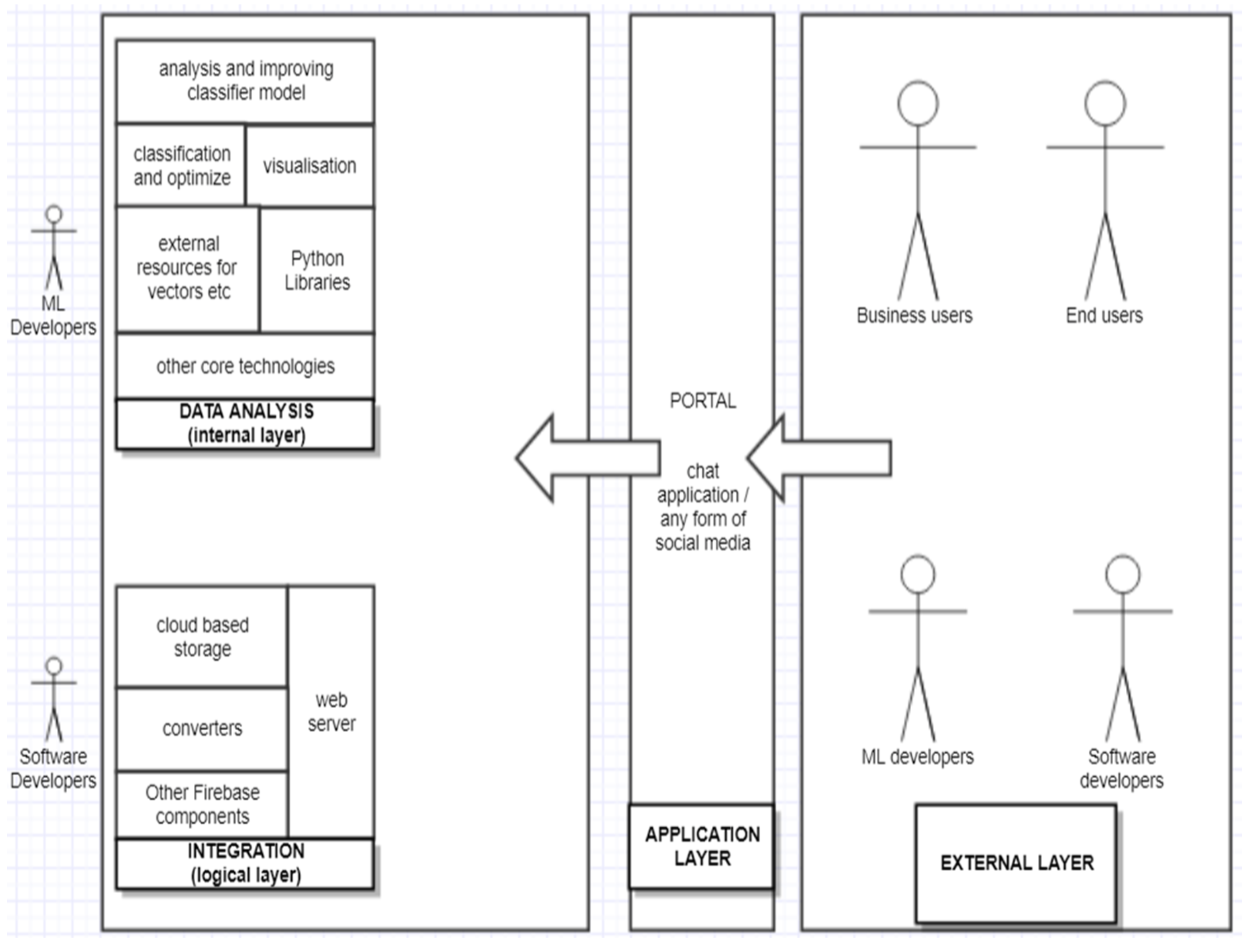 analysis and improving
classifier model
classification
and optimize
visualisation
external
resources for
vectors etc
Python
Libraries
other core technologies
DATA ANALYSIS
(internal layer)
ML
Developers
cloud based
storage
converters
Other Firebase
components
web
server
INTEGRATION
(logical layer)
Software
Developers
PORTAL
chat
application /
any form of
social media
APPLICATION
LAYER
Business users
End users
ML developers
Software
developers
EXTERNAL LAYER